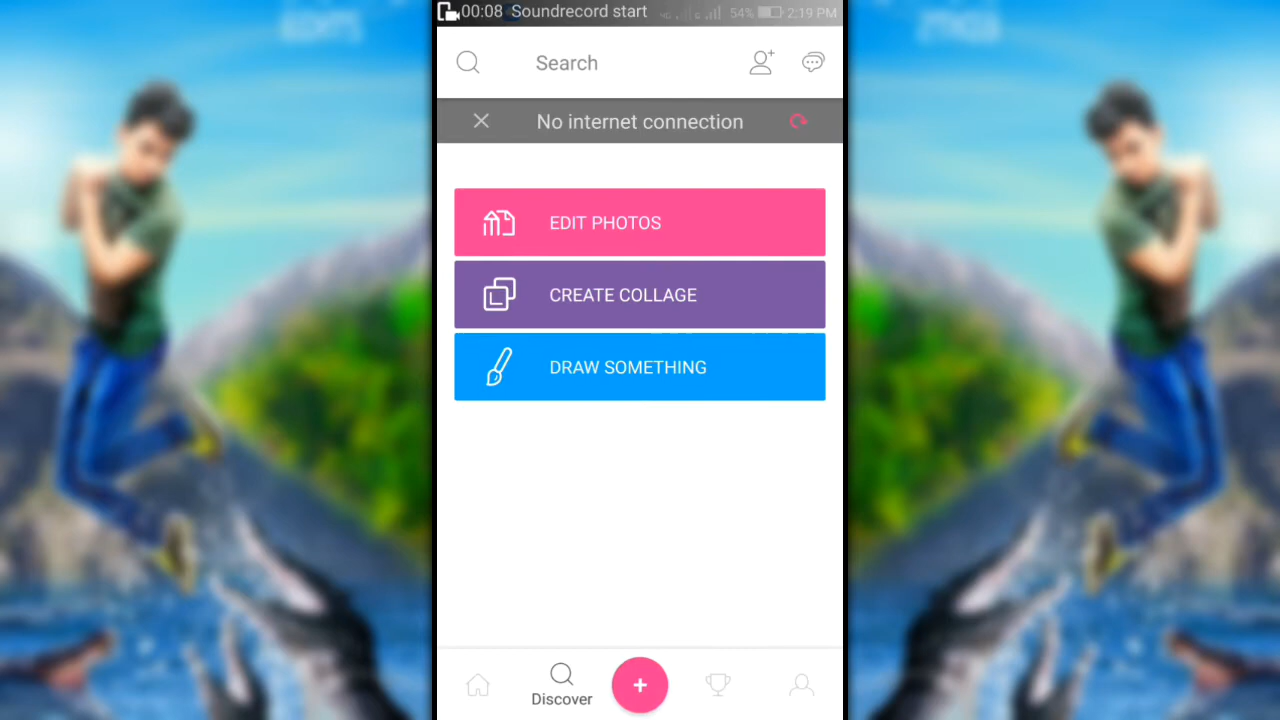 00:08 Soundrecord start 54% 2:19 PM
Search
No internet connection
EDIT PHOTOS
CREATE COLLAGE
DRAW SOMETHING
Discover